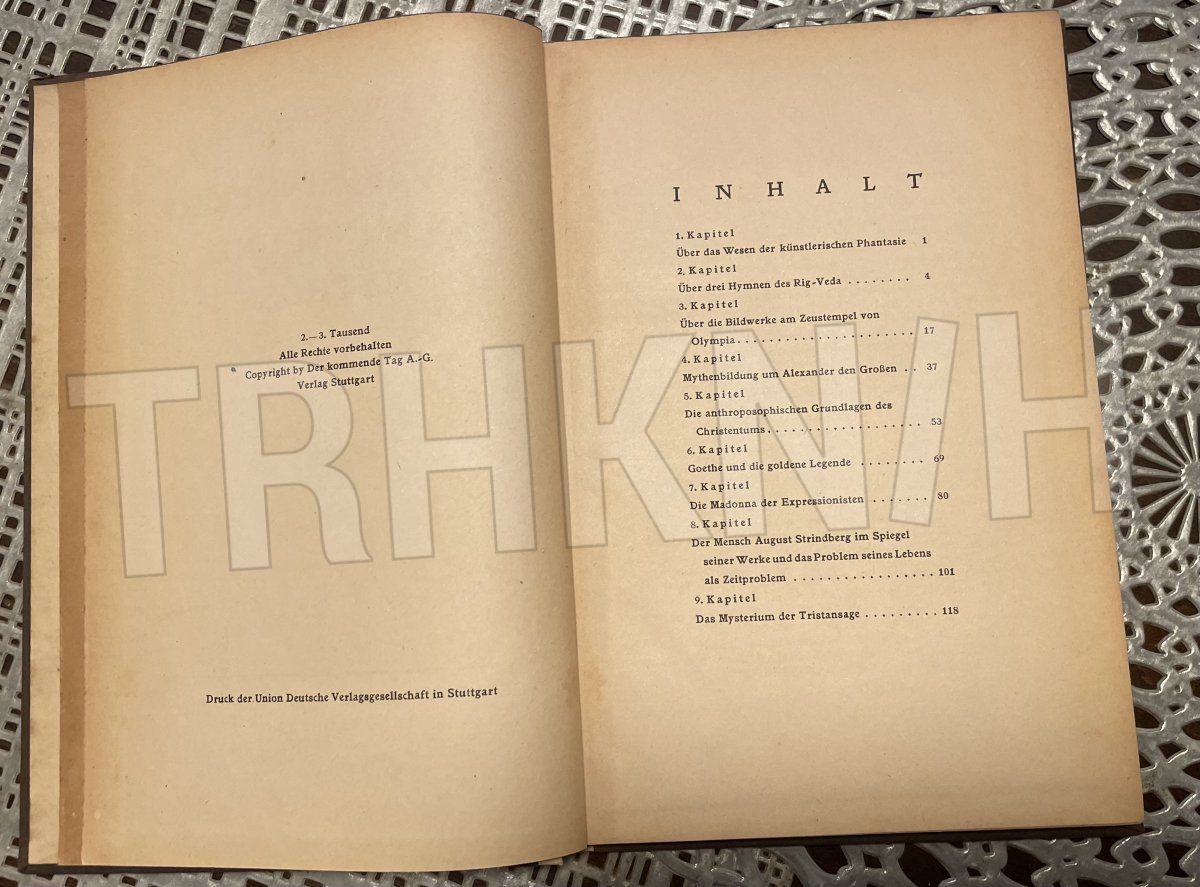 2.—3. Tausend
Alle Rechte vorbehalten
Copyright by Der kommende Tag A.-G.
Verlag Stuttgart
Druck der Union Deutsche Verlagsgesellschaft in Stuttgart
INHALT
1. Kapitel
Über das Wesen der künstlerischen Phantasie 1
2. Kapitel
Über drei Hymnen des Rig-Veda ........ 4
3. Kapitel
Über die Bildwerke am Zeustempel von
Olympia...................... 17
4. Kapitel
Mythenbildung um Alexander den Großen .. 37
5. Kapitel
Die anthroposophischen Grundlagen des
Christentums................... 53
6. Kapitel
Goethe und die goldene Legende ........ 69
7. Kapitel
Die Madonna der Expressionisten ....... 80
8. Kapitel
Der Mensch August Strindberg im Spiegel
seiner Werke und das Problem seines Lebens
als Zeitproblem ................. 101
9. Kapitel
Das Mysterium der Tristansage ......... 118
TRHKN/H